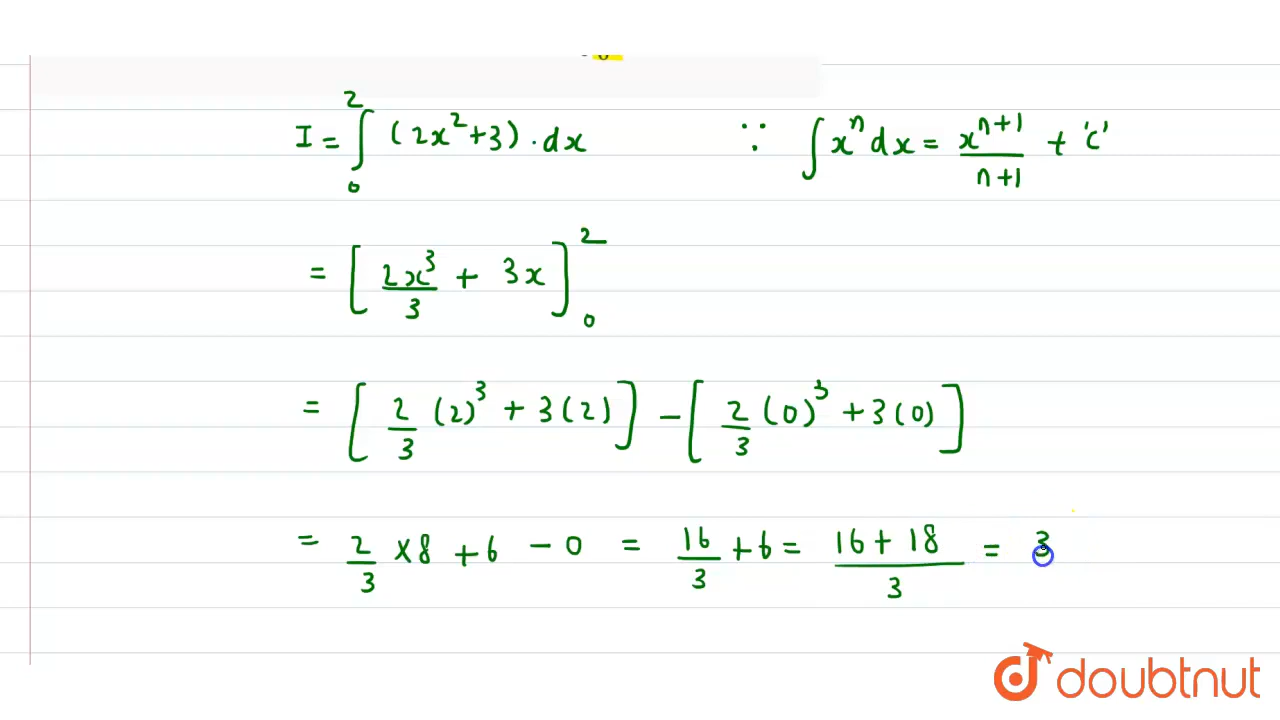 I = ∫₀² (2x² + 3) · dx ∵ ∫ xⁿ dx = xⁿ⁺¹/n+1 + 'c'
= [2x³/3 + 3x]₀²
= [2/3 (2)³ + 3(2)] − [2/3 (0)³ + 3(0)]
= 2/3 × 8 + 6 − 0 = 16/3 + 6 = 16 + 18/3 = 3
doubtnut